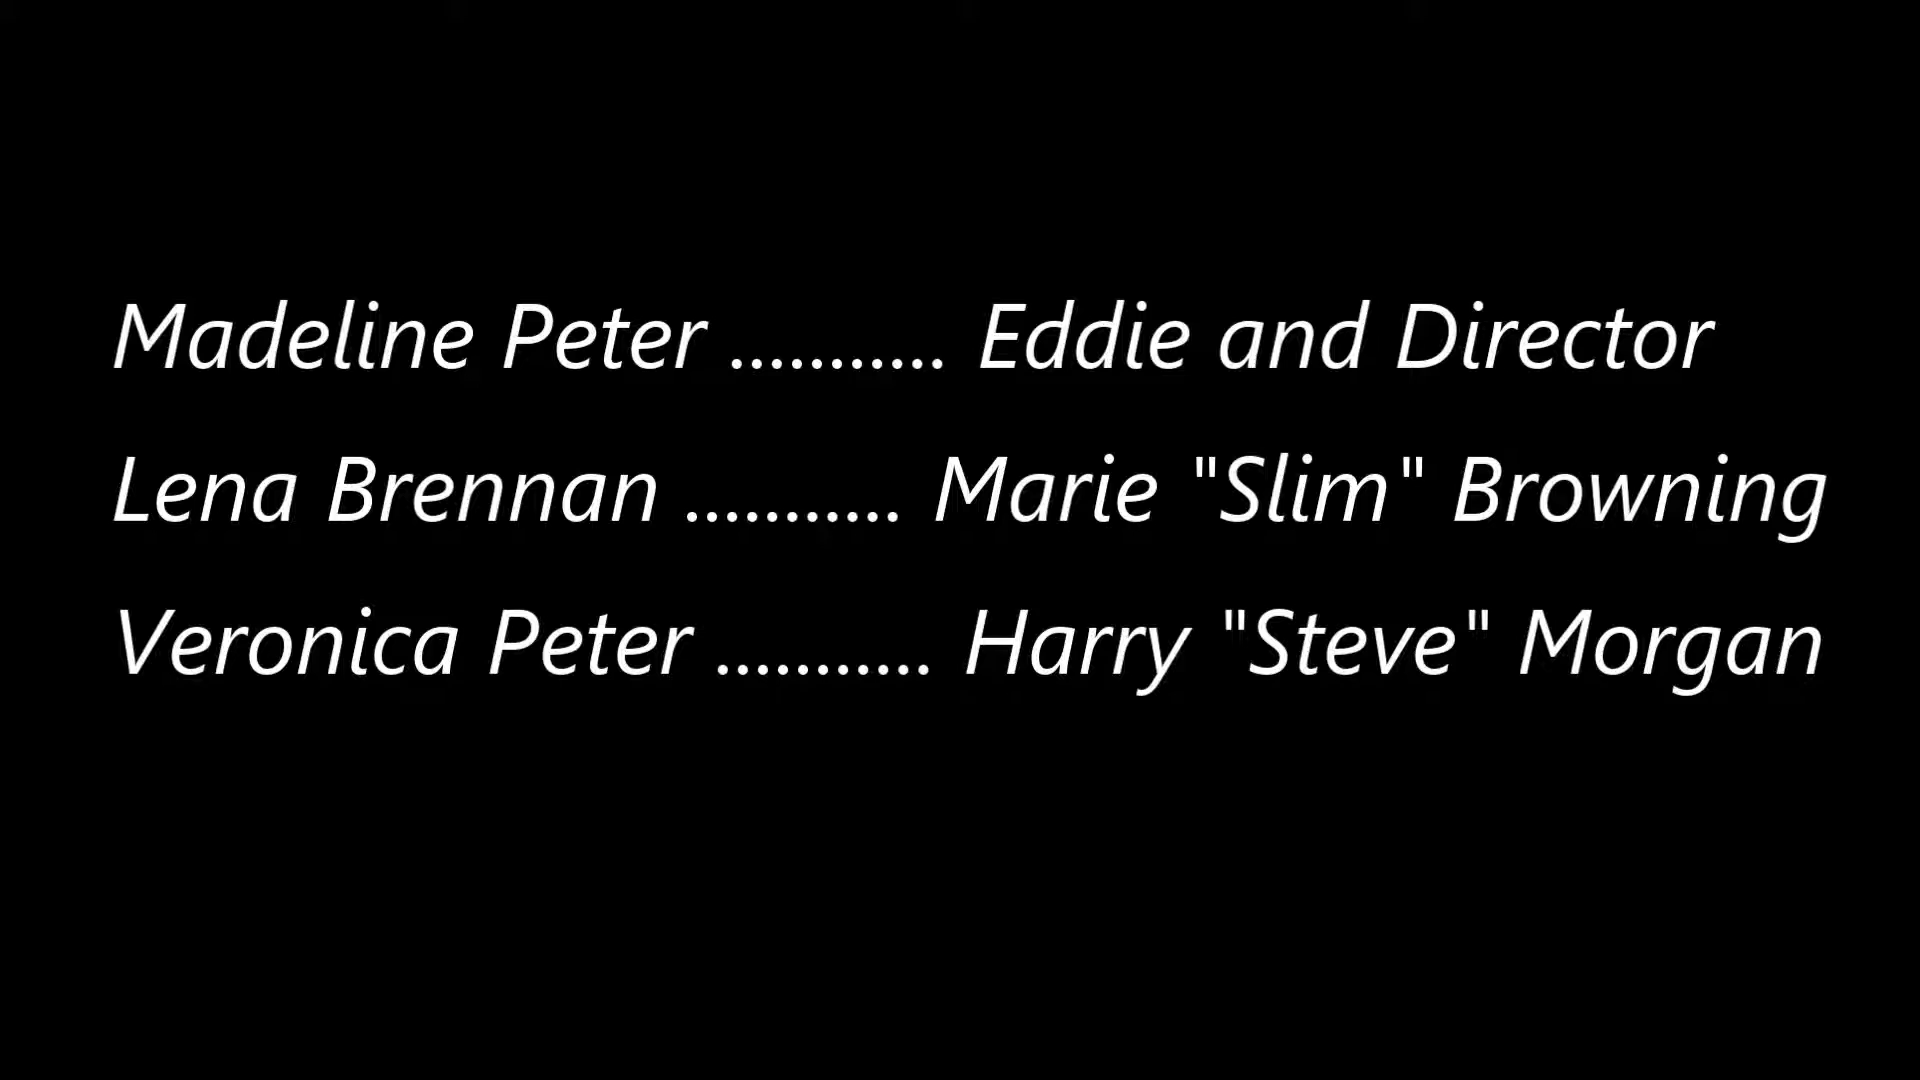 Madeline Peter ........... Eddie and Director
Lena Brennan ........... Marie "Slim" Browning
Veronica Peter ........... Harry "Steve" Morgan